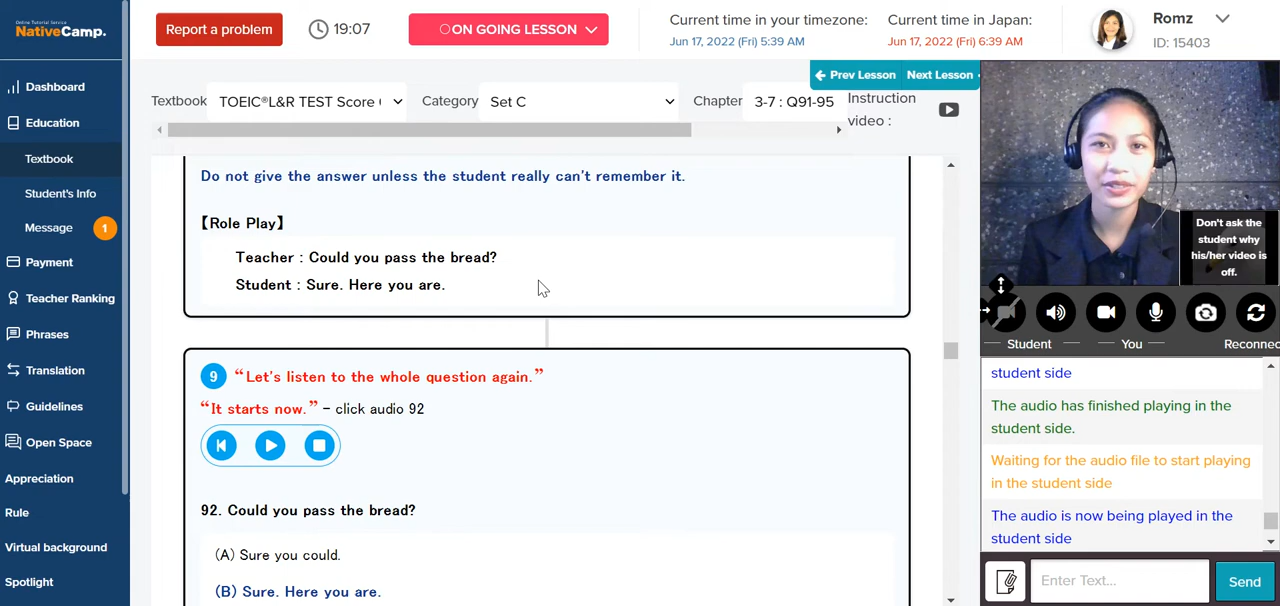 Online Tutorial Service
NativeCamp.
Report a problem
19:07
ON GOING LESSON
Current time in your timezone:
Jun 17, 2022 (Fri) 5:39 AM
Current time in Japan:
Jun 17, 2022 (Fri) 6:39 AM
Romz
ID: 15403
Dashboard
Education
Textbook
Student's Info
Message 1
Payment
Teacher Ranking
Phrases
Translation
Guidelines
Open Space
Appreciation
Rule
Virtual background
Spotlight
Prev Lesson
Next Lesson
Textbook TOEIC®L&R TEST Score
Category Set C
Chapter 3-7 : Q91-95
Instruction
video :
Do not give the answer unless the student really can't remember it.
【Role Play】
Teacher : Could you pass the bread?
Student : Sure. Here you are.
9 “Let's listen to the whole question again.”
“It starts now.” – click audio 92
92. Could you pass the bread?
(A) Sure you could.
(B) Sure. Here you are.
Don't ask the
student why
his/her video is
off.
Student
You
Reconnec
student side
The audio has finished playing in the
student side.
Waiting for the audio file to start playing
in the student side
The audio is now being played in the
student side
Enter Text...
Send